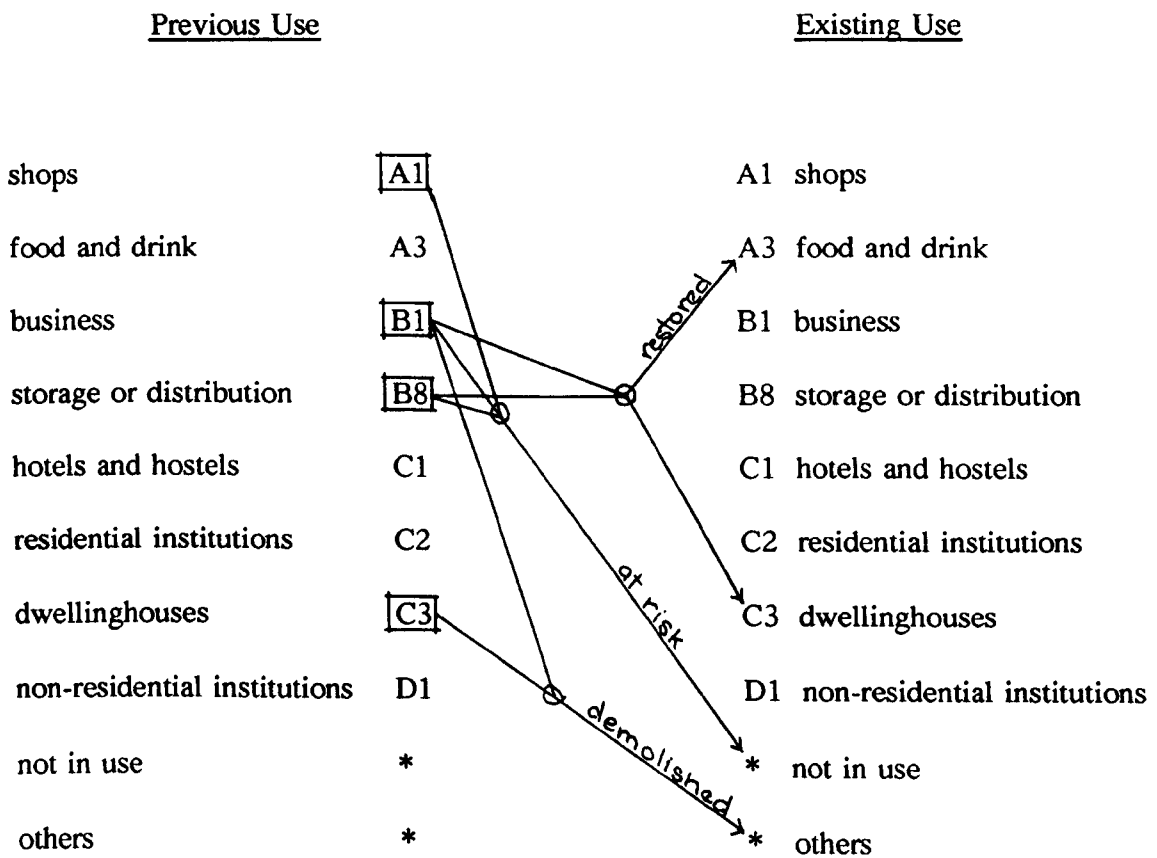 Previous Use Existing Use
shops A1 A1 shops
food and drink A3 A3 food and drink
restored
business B1 B1 business
storage or distribution B8 B8 storage or distribution
hotels and hostels C1 C1 hotels and hostels
residential institutions C2 C2 residential institutions
at risk
dwellinghouses C3 C3 dwellinghouses
non-residential institutions D1 D1 non-residential institutions
demolished
not in use * * not in use
others * * others